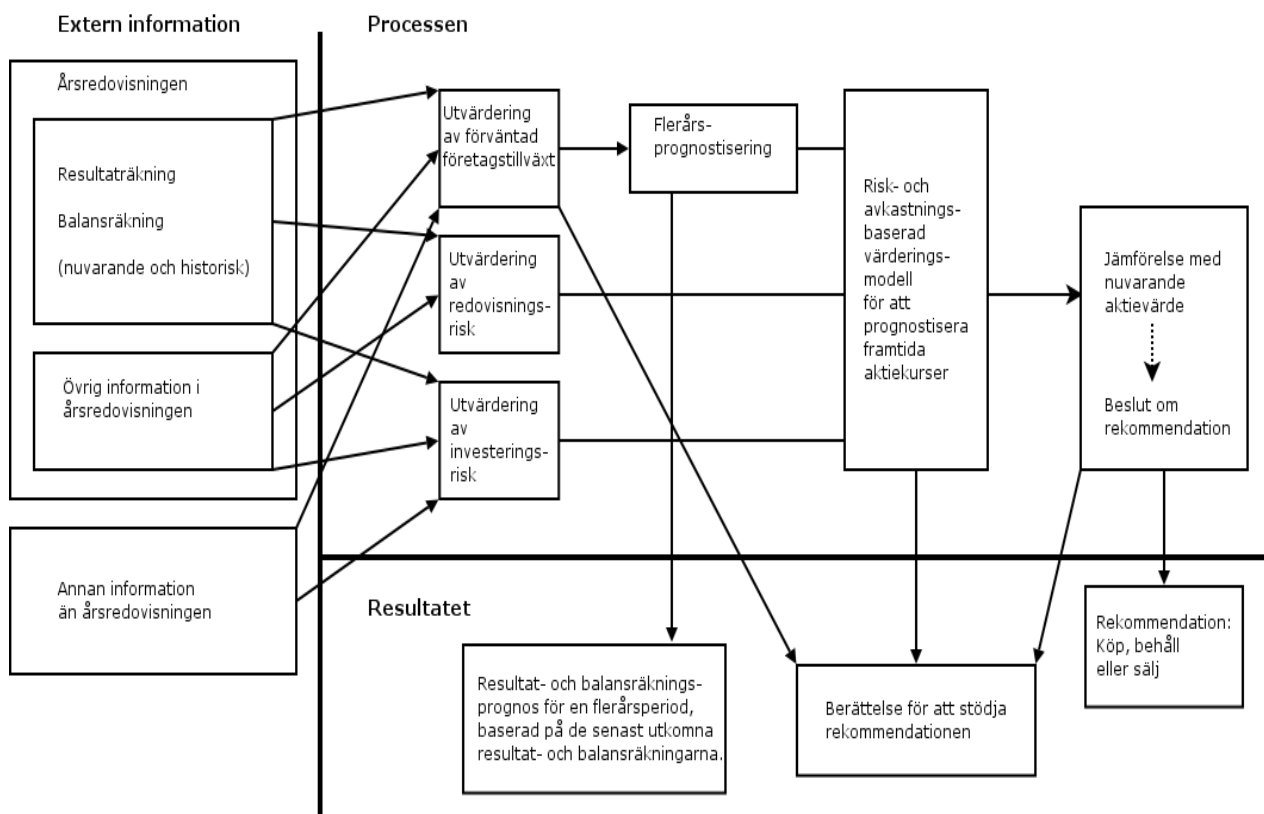 Extern information
Årsredovisningen
Resultaträkning
Balansräkning
(nuvarande och historisk)
Övrig information i
årsredovisningen
Annan information
än årsredovisningen
Processen
Utvärdering
av förväntad
företagstillväxt
Utvärdering
av
redovisnings-
risk
Utvärdering
av
investerings-
risk
Flerårs-
prognostisering
Risk- och
avkastnings-
baserad
värderings-
modell
för att
prognostisera
framtida
aktiekurser
Jämförelse med
nuvarande
aktievärde
Beslut om
rekommendation
Resultatet
Resultat- och balansräknings-
prognos för en flerårsperiod,
baserad på de senast utkomna
resultat- och balansräkningarna.
Berättelse för att stödja
rekommendationen
Rekommendation:
Köp, behåll
eller sälj